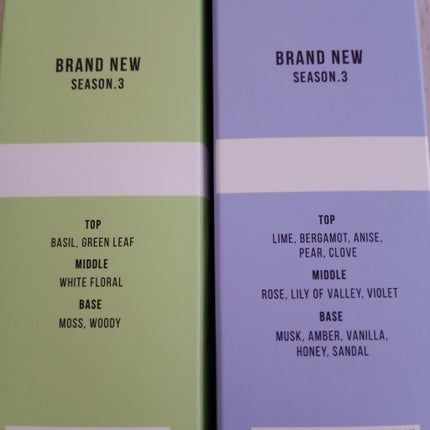 BRAND NEW
SEASON.3
TOP
BASIL, GREEN LEAF
MIDDLE
WHITE FLORAL
BASE
MOSS, WOODY
BRAND NEW
SEASON.3
TOP
LIME, BERGAMOT, ANISE,
PEAR, CLOVE
MIDDLE
ROSE, LILY OF VALLEY, VIOLET
BASE
MUSK, AMBER, VANILLA,
HONEY, SANDAL